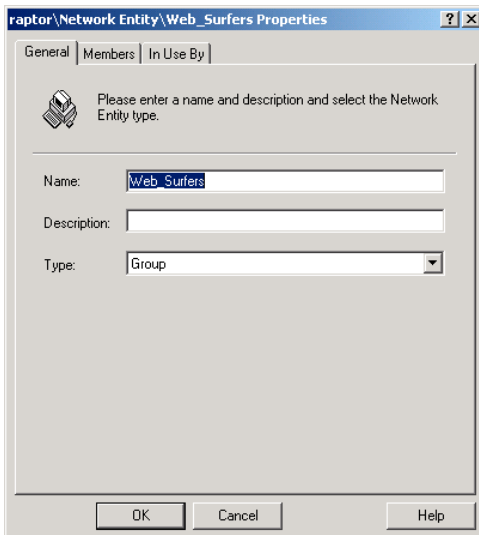 raptor\Network Entity\Web_Surfers Properties
General Members In Use By
Please enter a name and description and select the Network
Entity type.
Name: Web_Surfers
Description:
Type: Group
OK Cancel Help